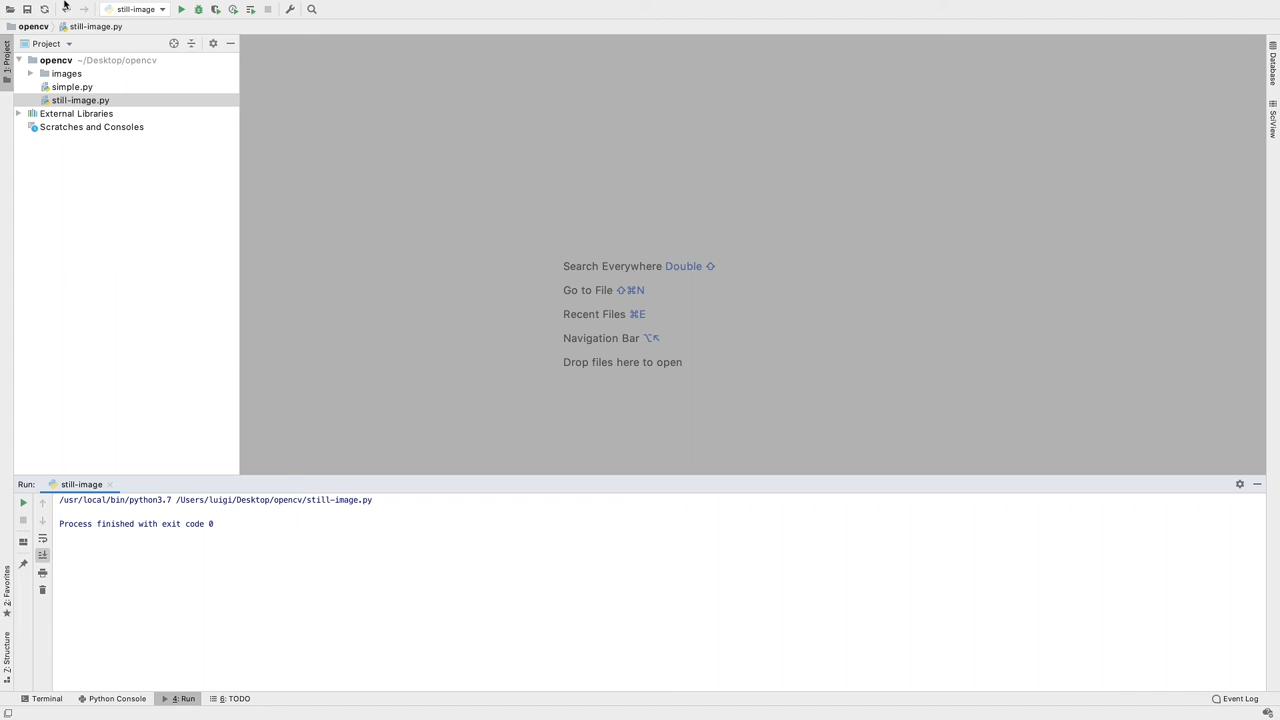 still-image
opencv still-image.py
1: Project
Project
opencv ~/Desktop/opencv
images
simple.py
still-image.py
External Libraries
Scratches and Consoles
Database
SciView
Search Everywhere Double ⇧
Go to File ⇧⌘N
Recent Files ⌘E
Navigation Bar ⌥↖
Drop files here to open
Run: still-image
/usr/local/bin/python3.7 /Users/luigi/Desktop/opencv/still-image.py
Process finished with exit code 0
2: Favorites
7: Structure
Terminal Python Console 4: Run 6: TODO Event Log